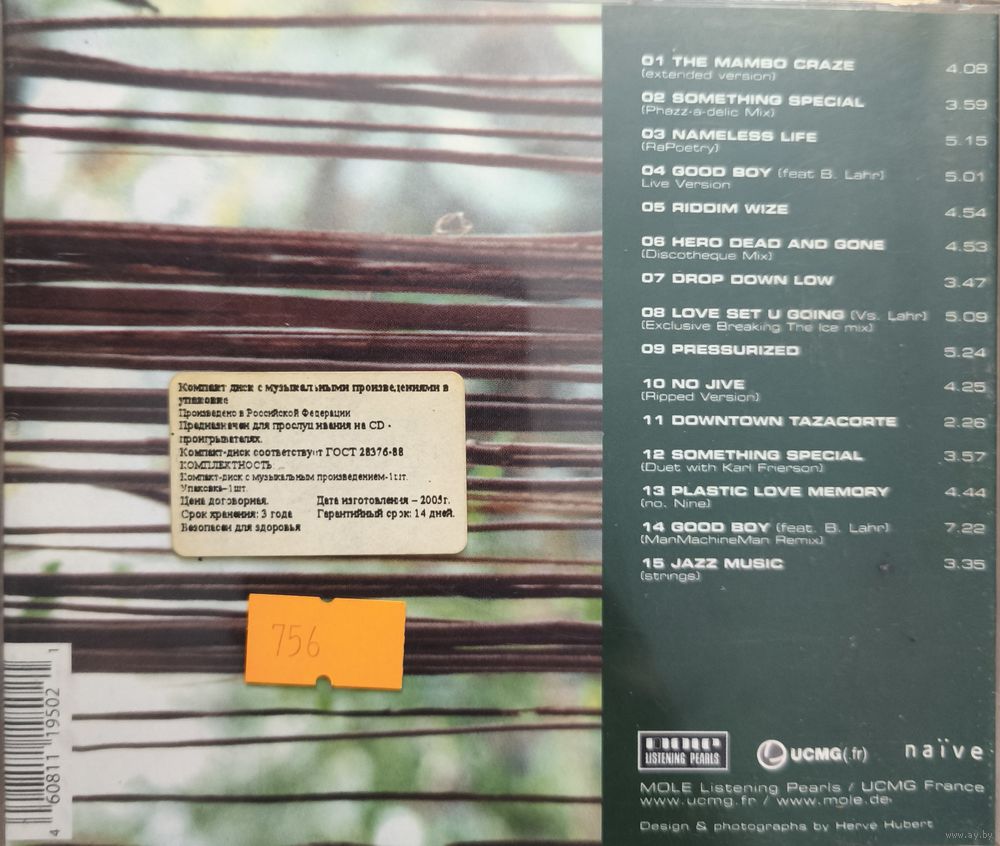 01 THE MAMBO CRAZE 4.08
(extended version)
02 SOMETHING SPECIAL 3.59
(Phazz-a-delic Mix)
03 NAMELESS LIFE 5.15
(RaPoetry)
04 GOOD BOY (feat B. Lahr) 5.01
Live Version
05 RIDDIM WIZE 4.54
06 HERO DEAD AND GONE 4.53
(Discotheque Mix)
07 DROP DOWN LOW 3.47
08 LOVE SET U GOING (Vs. Lahr) 5.09
(Exclusive Breaking The Ice mix)
09 PRESSURIZED 5.24
10 NO JIVE 4.25
(Ripped Version)
11 DOWNTOWN TAZACORTE 2.26
12 SOMETHING SPECIAL 3.57
(Duet with Karl Frierson)
13 PLASTIC LOVE MEMORY 4.44
(no. Nine)
14 GOOD BOY (feat. B. Lahr) 7.22
(ManMachineMan Remix)
15 JAZZ MUSIC 3.35
(strings)
Компакт диск с музыкальными произведениями в
упаковке
Произведено в Российской Федерации
Предназначен для прослушивания на CD -
проигрывателях.
Компакт-диск соответствует ГОСТ 28376-88
КОМПЛЕКТНОСТЬ
Компакт-диск с музыкальным произведением-1шт.
Упаковка-1шт.
Цена договорная. Дата изготовления – 2005г.
Срок хранения: 3 года Гарантийный срок: 14 дней.
Безопасен для здоровья
756
4 60811 19502 1
mole
LISTENING PEARLS
UCMG(.fr)
naïve
MOLE Listening Pearls / UCMG France
www.ucmg.fr / www.mole.de
Design & photographs by Hervé Hubert
www.ay.by